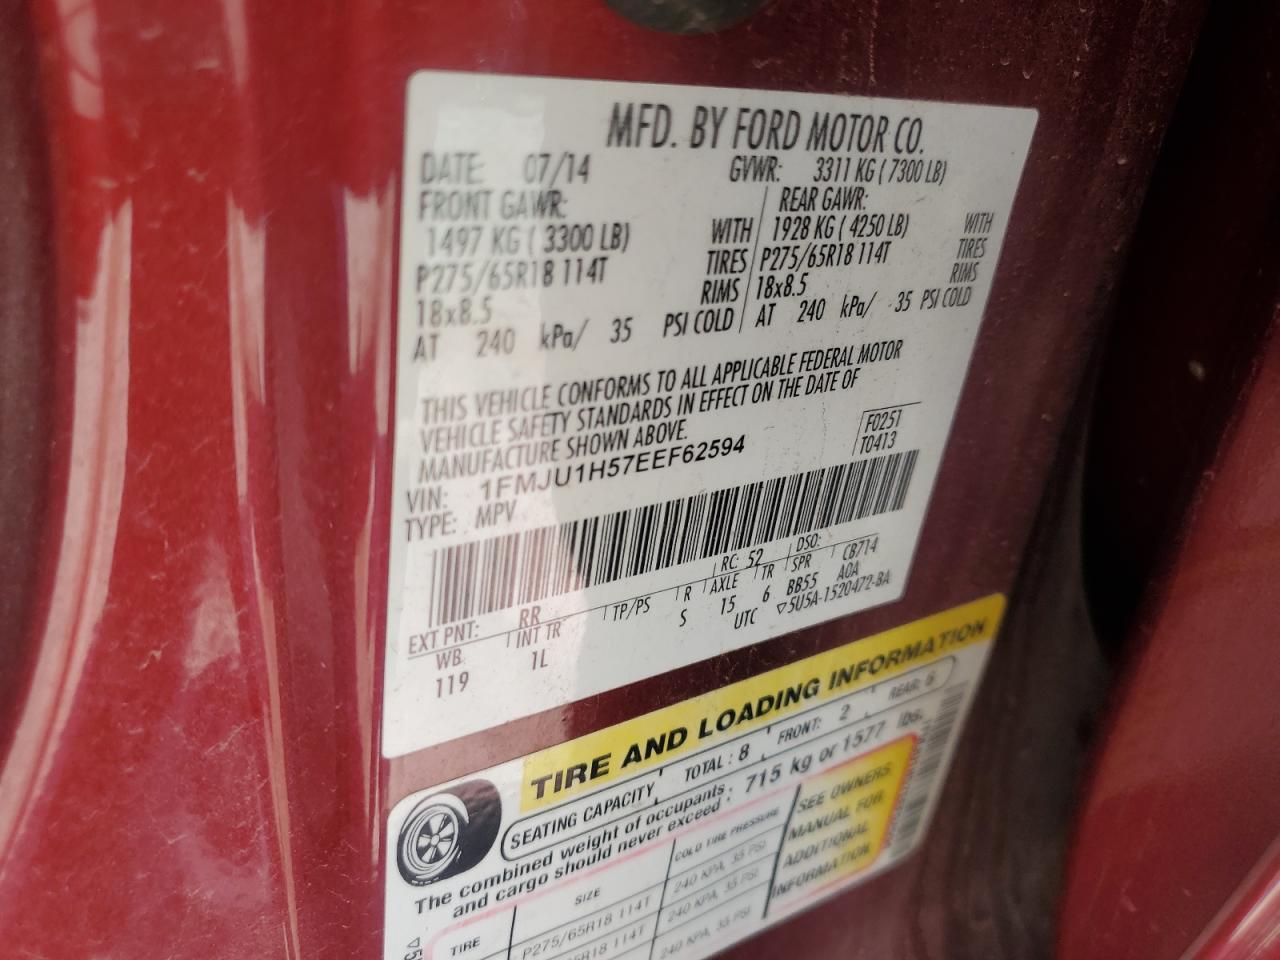 MFD. BY FORD MOTOR CO.
DATE: 07/14 GVWR: 3311 KG ( 7300 LB)
FRONT GAWR: REAR GAWR:
1497 KG ( 3300 LB) WITH 1928 KG ( 4250 LB) WITH
P275/65R18 114T TIRES P275/65R18 114T TIRES
18x8.5 RIMS 18x8.5 RIMS
AT 240 kPa/ 35 PSI COLD AT 240 kPa/ 35 PSI COLD
THIS VEHICLE CONFORMS TO ALL APPLICABLE FEDERAL MOTOR
VEHICLE SAFETY STANDARDS IN EFFECT ON THE DATE OF
MANUFACTURE SHOWN ABOVE.
F0251
T0413
VIN: 1FMJU1H57EEF62594
TYPE: MPV
EXT PNT: RR RC: 52 DSO:
WB INT TR TP/PS R AXLE TR SPR CB714
119 1L S 15 6 BB55 A0A
UTC ▽5U5A-1520472-BA
TIRE AND LOADING INFORMATION
SEATING CAPACITY TOTAL : 8 FRONT: 2 REAR: 6
The combined weight of occupants
and cargo should never exceed : 715 kg or 1577 lbs.
TIRE SIZE COLD TIRE PRESSURE
P275/65R18 114T 240 KPA, 35 PSI
65R18 114T 240 KPA, 35 PSI
240 KPA, 35 PSI
SEE OWNERS
MANUAL FOR
ADDITIONAL
INFORMATION
▽5